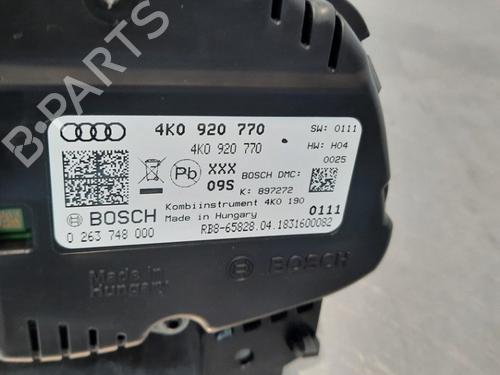 B-PARTS
4K0 920 770
SW: 0111
4K0 920 770
HW: H04
0025
Pb
XXX
09S
BOSCH DMC:
K: 897272
BOSCH
0 263 748 000
Kombiinstrument 4K0 190
Made in Hungary
0111
RB8-65828.04.1831600082
Made in
Hungary
BOSCH